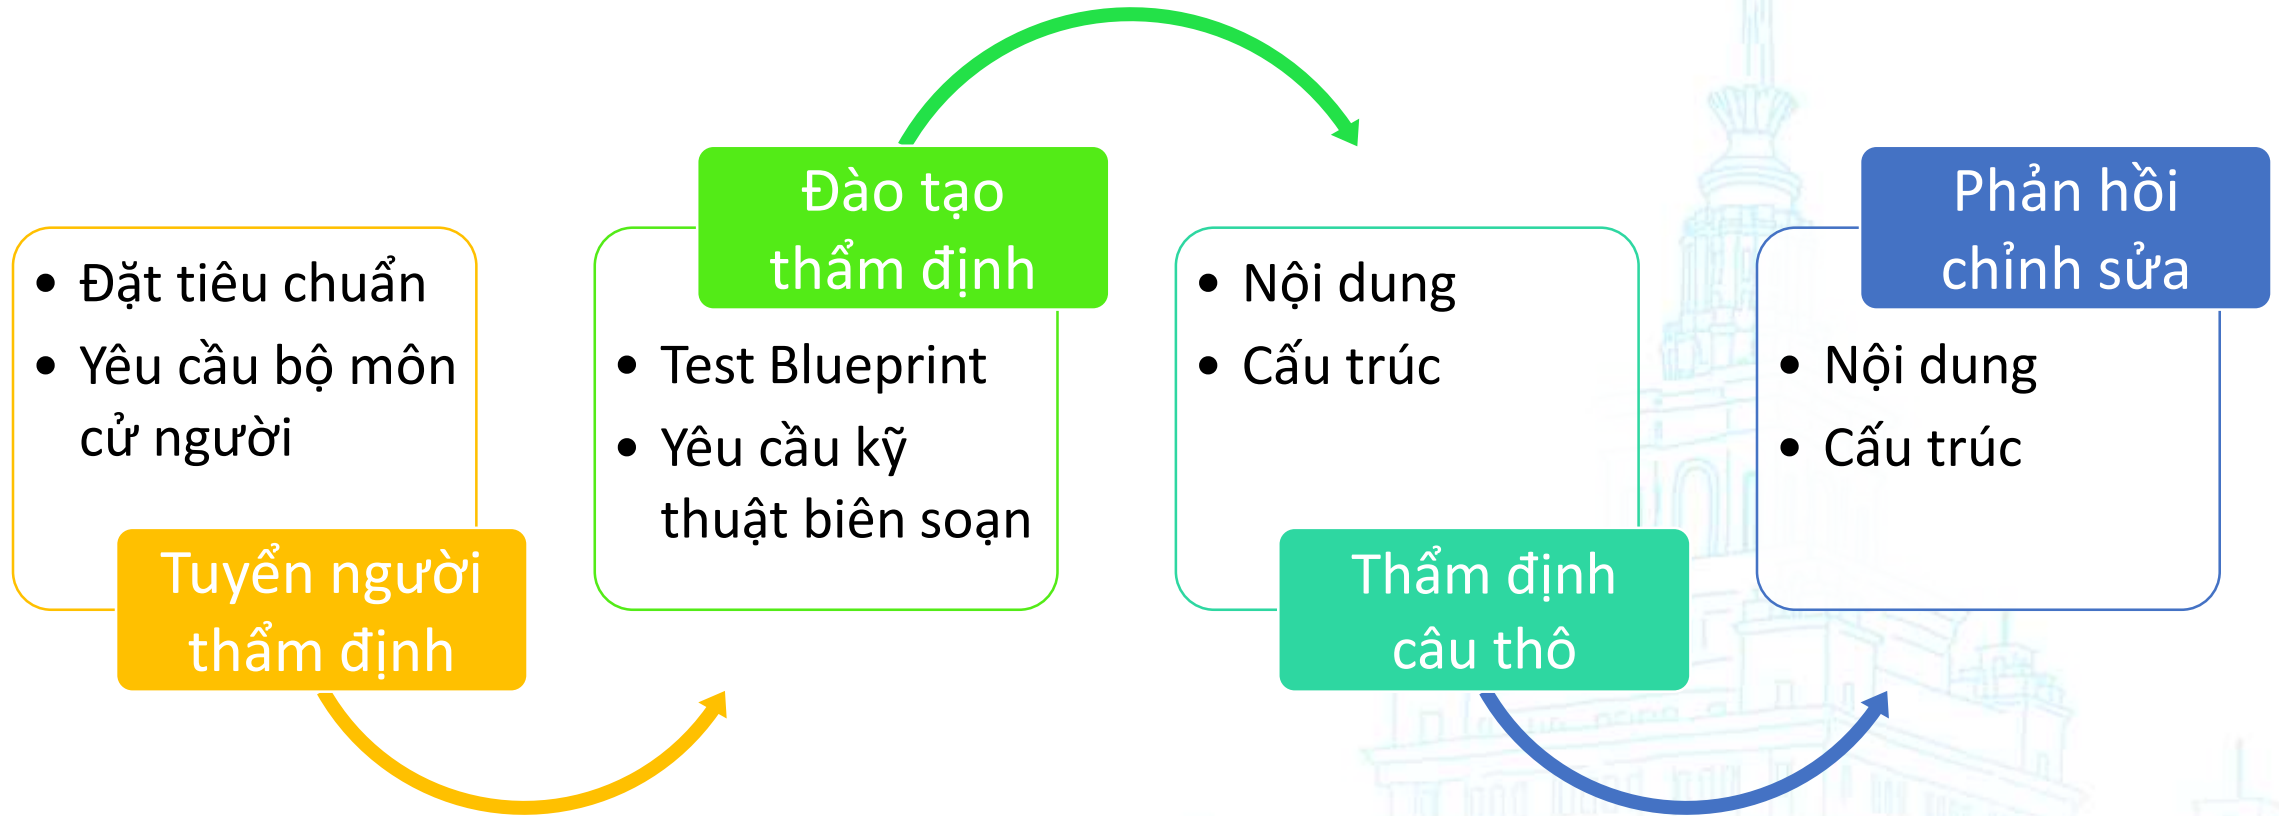 • Đặt tiêu chuẩn
• Yêu cầu bộ môn
cử người
Tuyển người
thẩm định
Đào tạo
thẩm định
• Test Blueprint
• Yêu cầu kỹ
thuật biên soạn
• Nội dung
• Cấu trúc
Thẩm định
câu thô
Phản hồi
chỉnh sửa
• Nội dung
• Cấu trúc